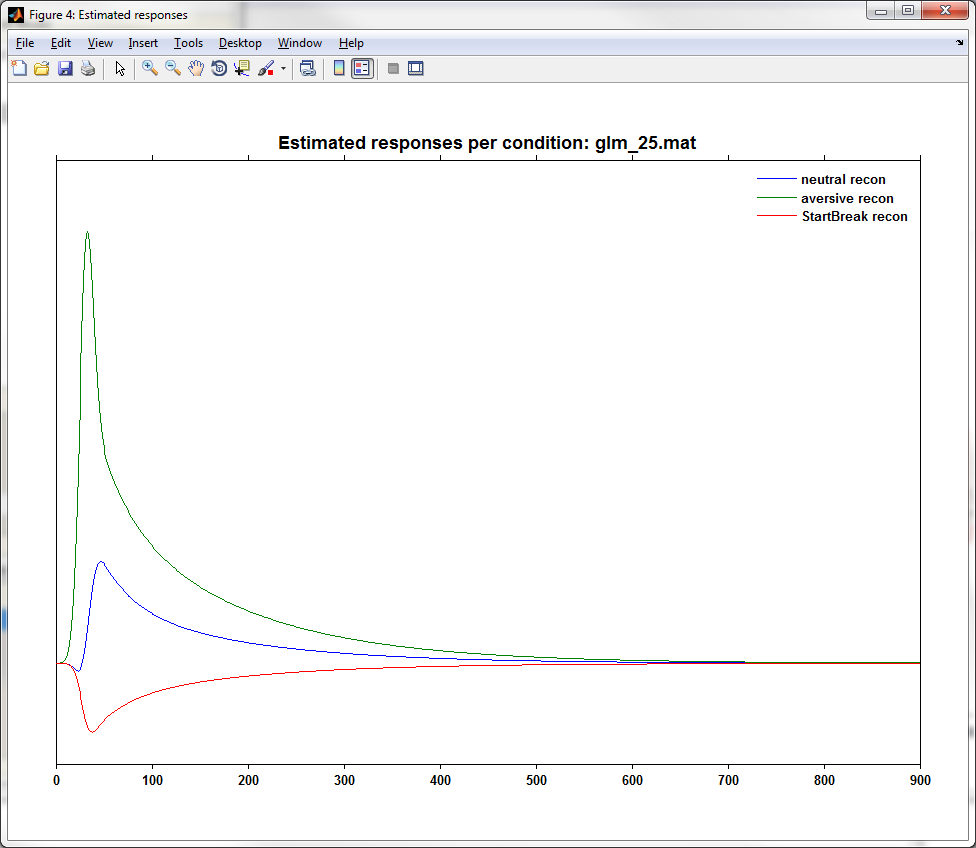 Figure 4: Estimated responses
File Edit View Insert Tools Desktop Window Help
Estimated responses per condition: glm_25.mat
neutral recon
aversive recon
StartBreak recon
0 100 200 300 400 500 600 700 800 900